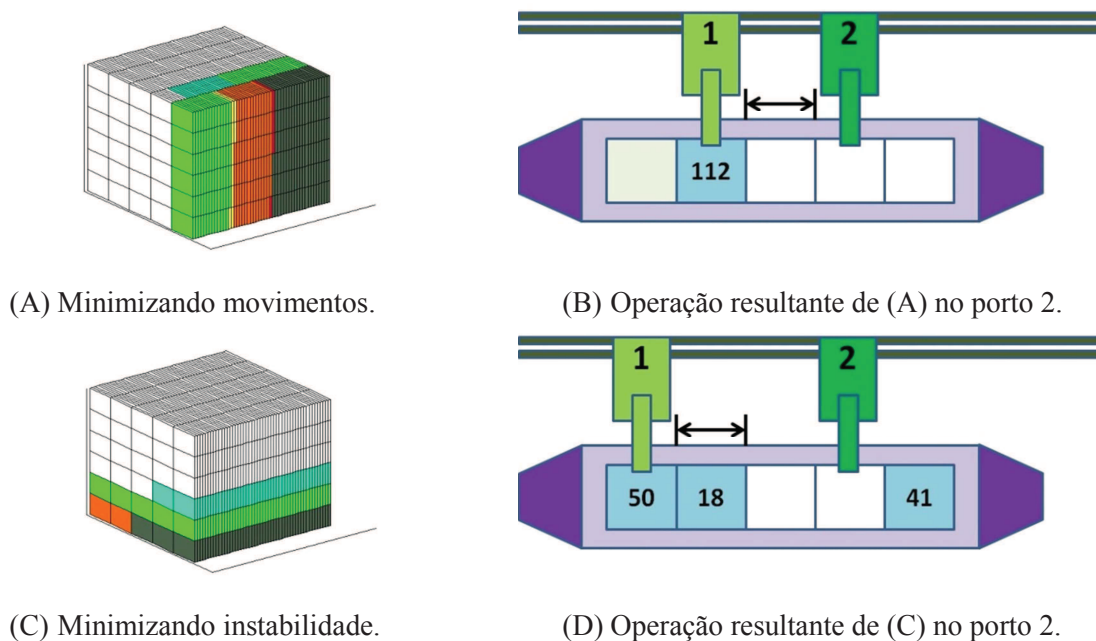 1
2
112
(A) Minimizando movimentos.
(B) Operação resultante de (A) no porto 2.
1
2
50
18
41
(C) Minimizando instabilidade.
(D) Operação resultante de (C) no porto 2.